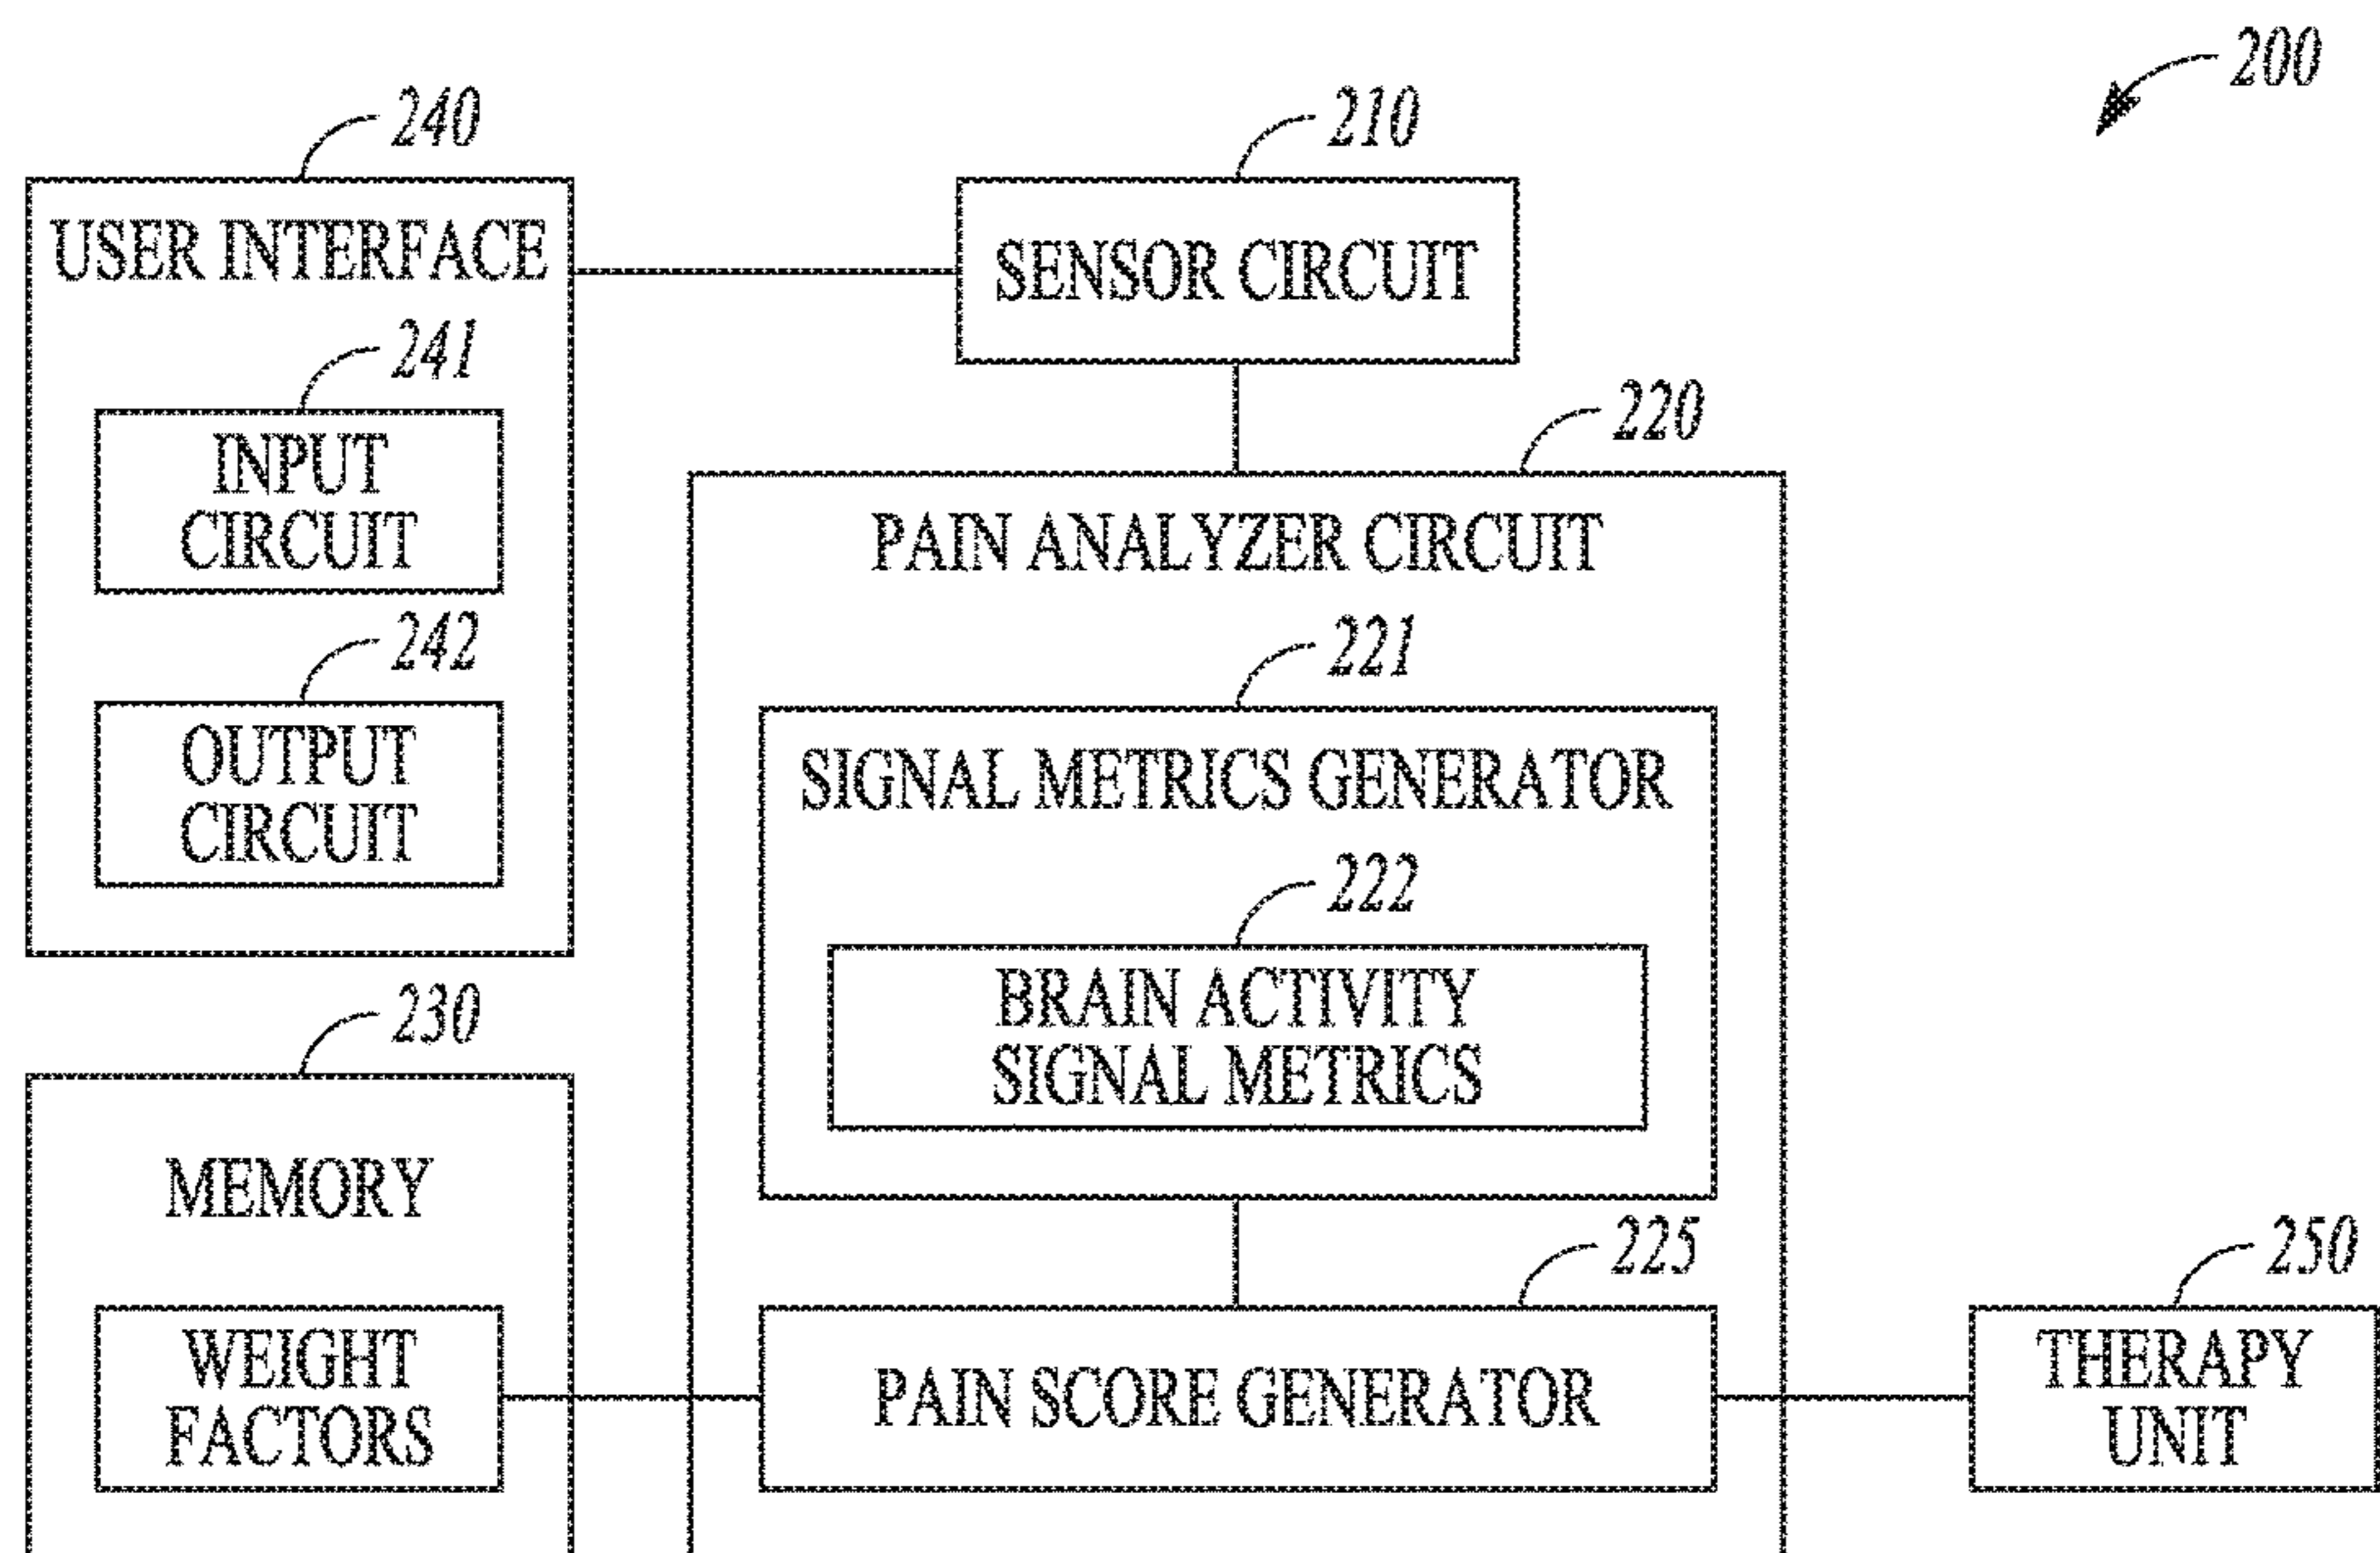 200
240
USER INTERFACE
241
INPUT
CIRCUIT
242
OUTPUT
CIRCUIT
210
SENSOR CIRCUIT
220
PAIN ANALYZER CIRCUIT
221
SIGNAL METRICS GENERATOR
222
BRAIN ACTIVITY
SIGNAL METRICS
230
MEMORY
WEIGHT
FACTORS
225
PAIN SCORE GENERATOR
250
THERAPY
UNIT